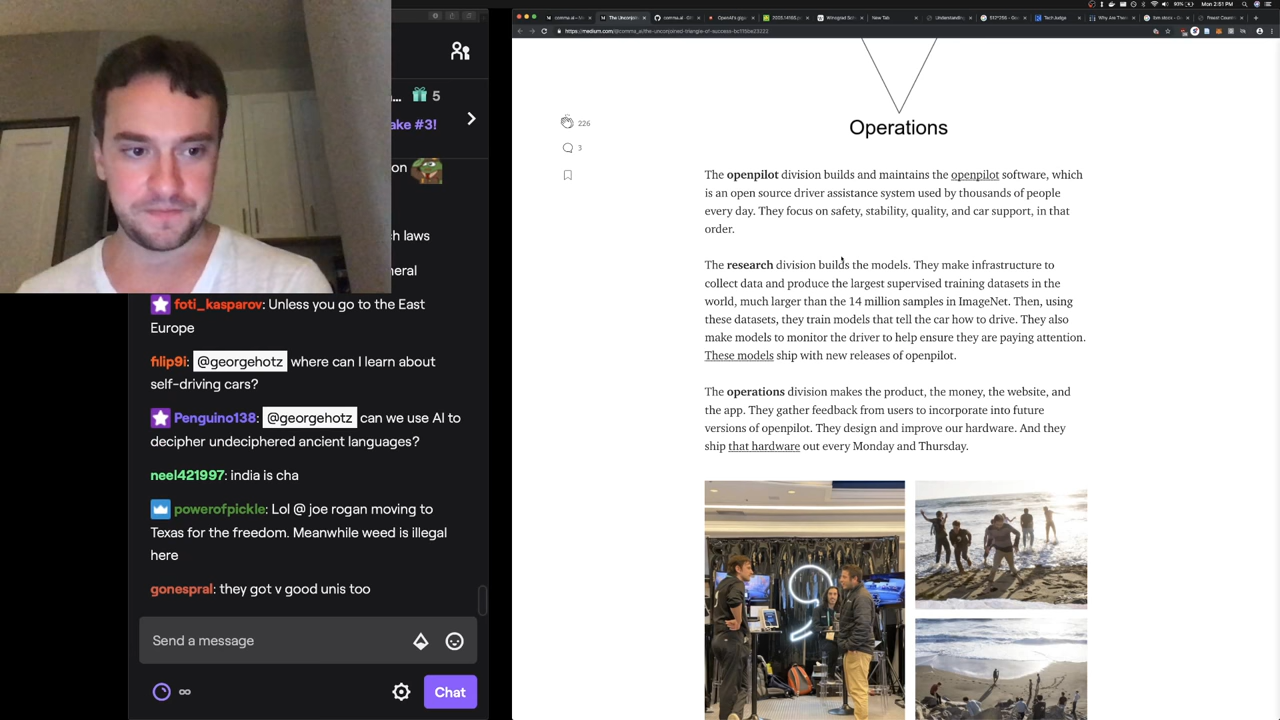 5
ake #3!
on
h laws
neral
foti_kasparov: Unless you go to the East
Europe
filip9i: @georgehotz where can I learn about
self-driving cars?
Penguino138: @georgehotz can we use AI to
decipher undeciphered ancient languages?
neel421997: india is cha
powerofpickle: Lol @ joe rogan moving to
Texas for the freedom. Meanwhile weed is illegal
here
gonespral: they got v good unis too
Send a message
∞
Chat
Mon 2:51 PM
New Tab
Understanding
Tech Judge
226
3
Operations
The openpilot division builds and maintains the openpilot software, which
is an open source driver assistance system used by thousands of people
every day. They focus on safety, stability, quality, and car support, in that
order.
The research division builds the models. They make infrastructure to
collect data and produce the largest supervised training datasets in the
world, much larger than the 14 million samples in ImageNet. Then, using
these datasets, they train models that tell the car how to drive. They also
make models to monitor the driver to help ensure they are paying attention.
These models ship with new releases of openpilot.
The operations division makes the product, the money, the website, and
the app. They gather feedback from users to incorporate into future
versions of openpilot. They design and improve our hardware. And they
ship that hardware out every Monday and Thursday.